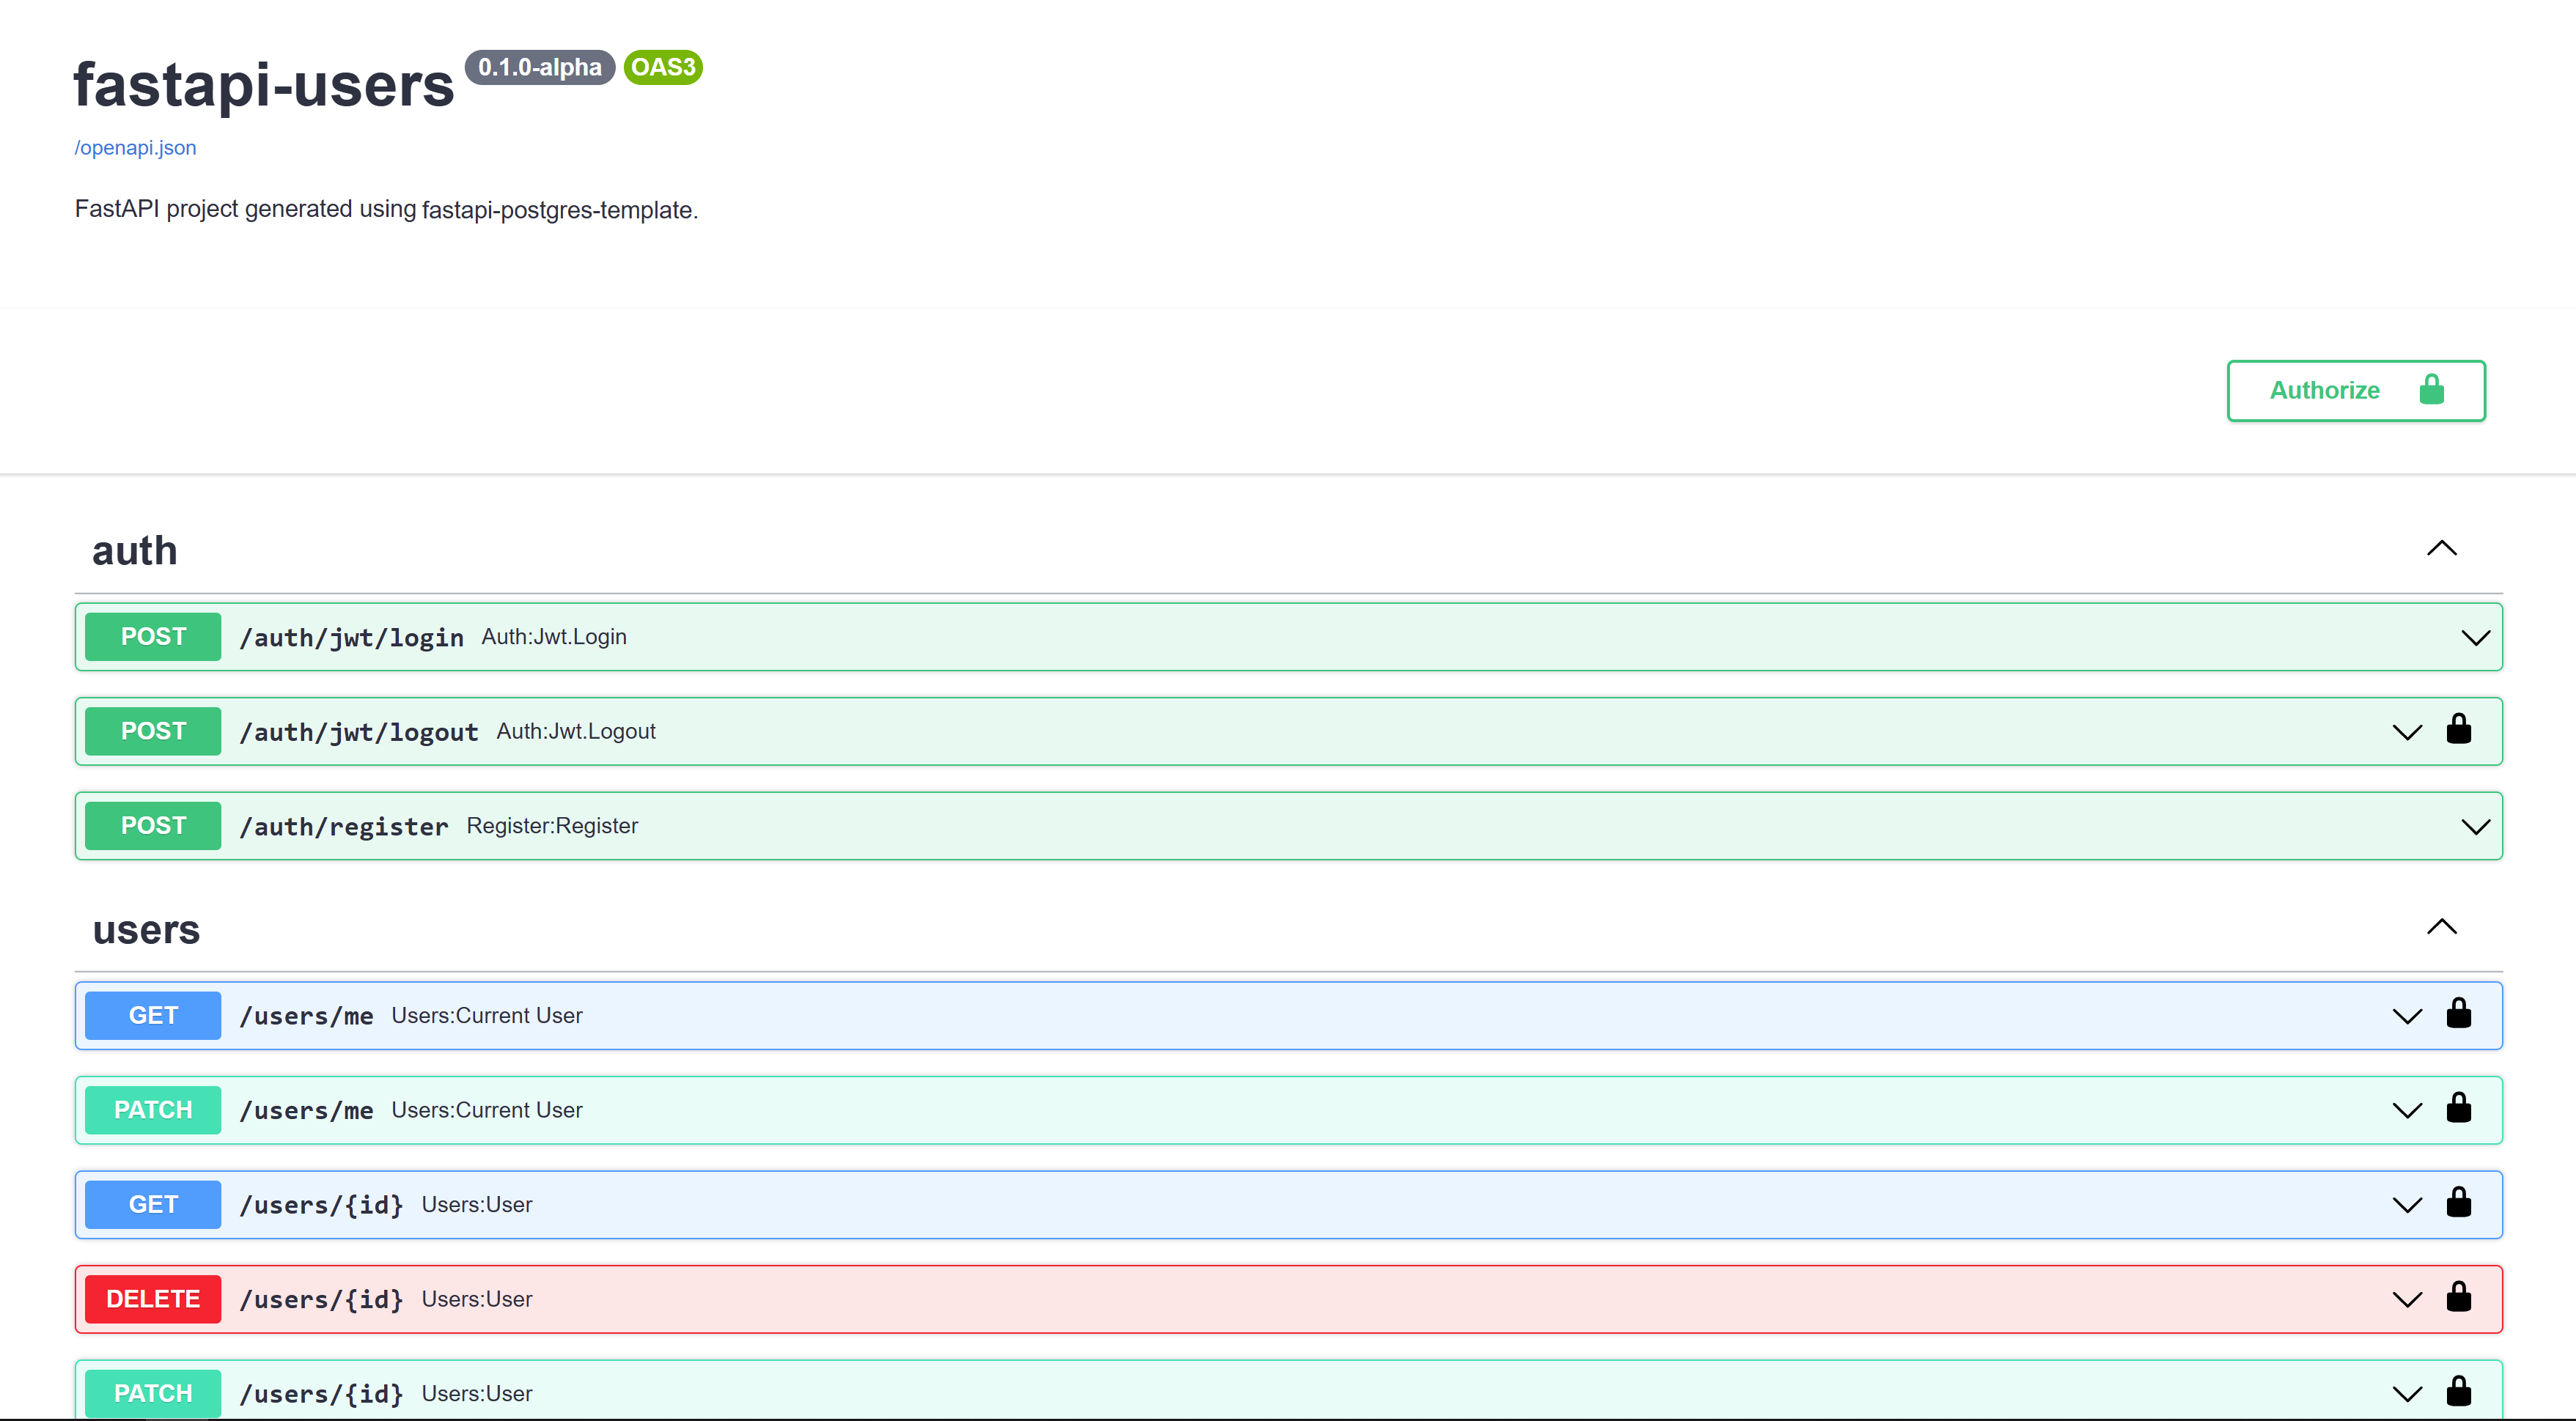 fastapi-users 0.1.0-alpha OAS3
/openapi.json
FastAPI project generated using fastapi-postgres-template.
Authorize
auth
POST /auth/jwt/login Auth:Jwt.Login
POST /auth/jwt/logout Auth:Jwt.Logout
POST /auth/register Register:Register
users
GET /users/me Users:Current User
PATCH /users/me Users:Current User
GET /users/{id} Users:User
DELETE /users/{id} Users:User
PATCH /users/{id} Users:User